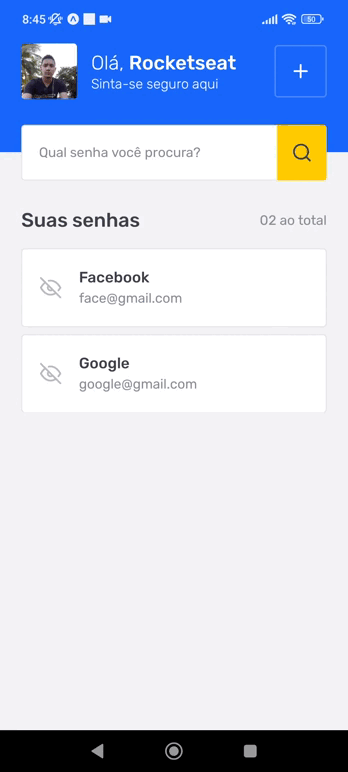 8:45
50
Olá, Rocketseat
Sinta-se seguro aqui
Qual senha você procura?
Suas senhas
02 ao total
Facebook
face@gmail.com
Google
google@gmail.com